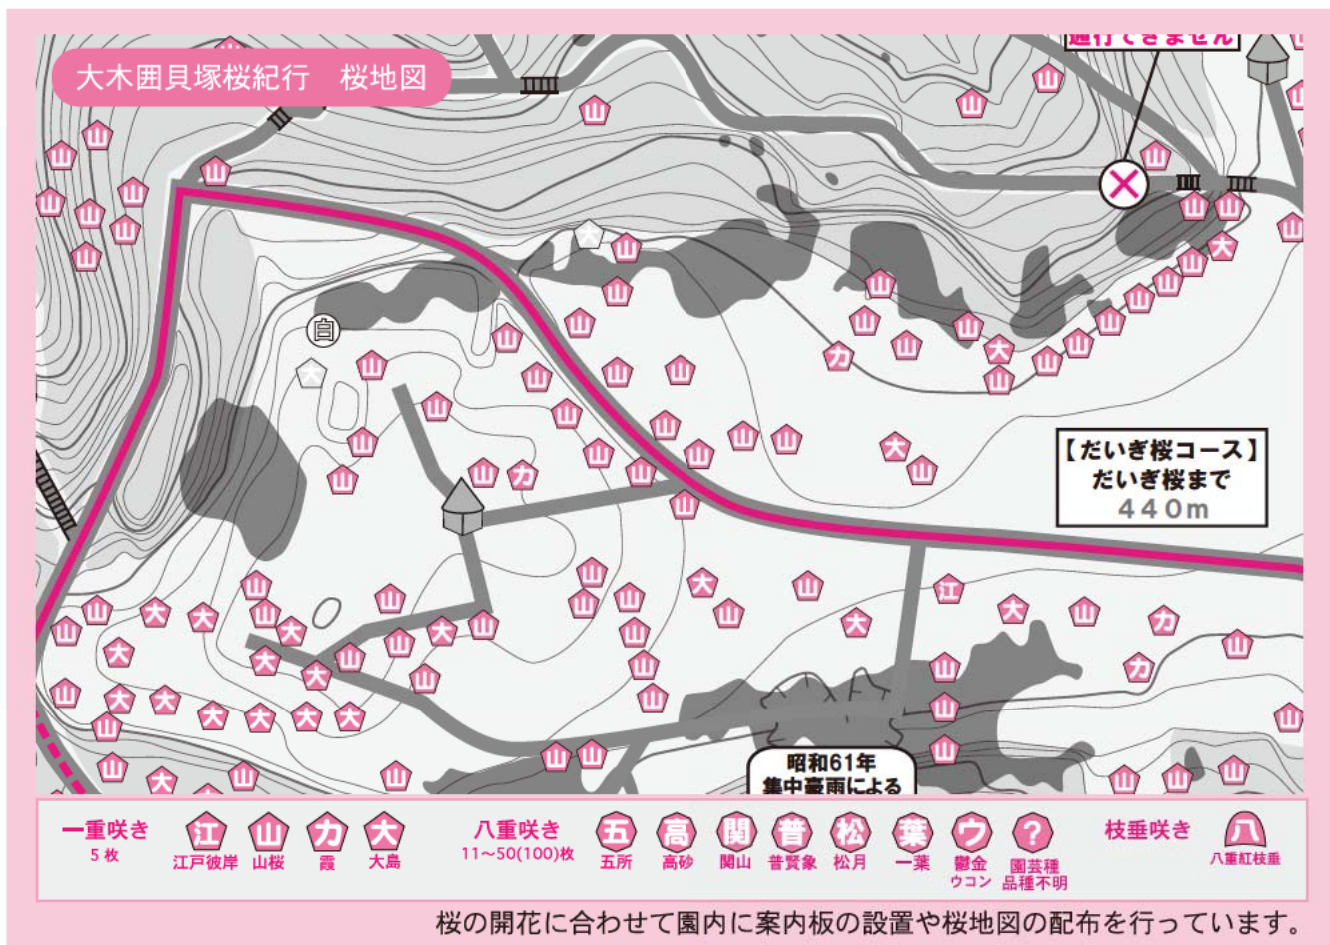 大木囲貝塚桜紀行　桜地図
通行できません
【だいぎ桜コース】
だいぎ桜まで
440m
昭和61年
集中豪雨による
一重咲き
5枚
江 山 カ 大
江戸彼岸 山桜 霞 大島
八重咲き
11～50(100)枚
五 高 関 普 松 葉 ウ ?
五所 高砂 関山 普賢象 松月 一葉 鬱金 園芸種
ウコン 品種不明
枝垂咲き
八
八重紅枝垂
桜の開花に合わせて園内に案内板の設置や桜地図の配布を行っています。